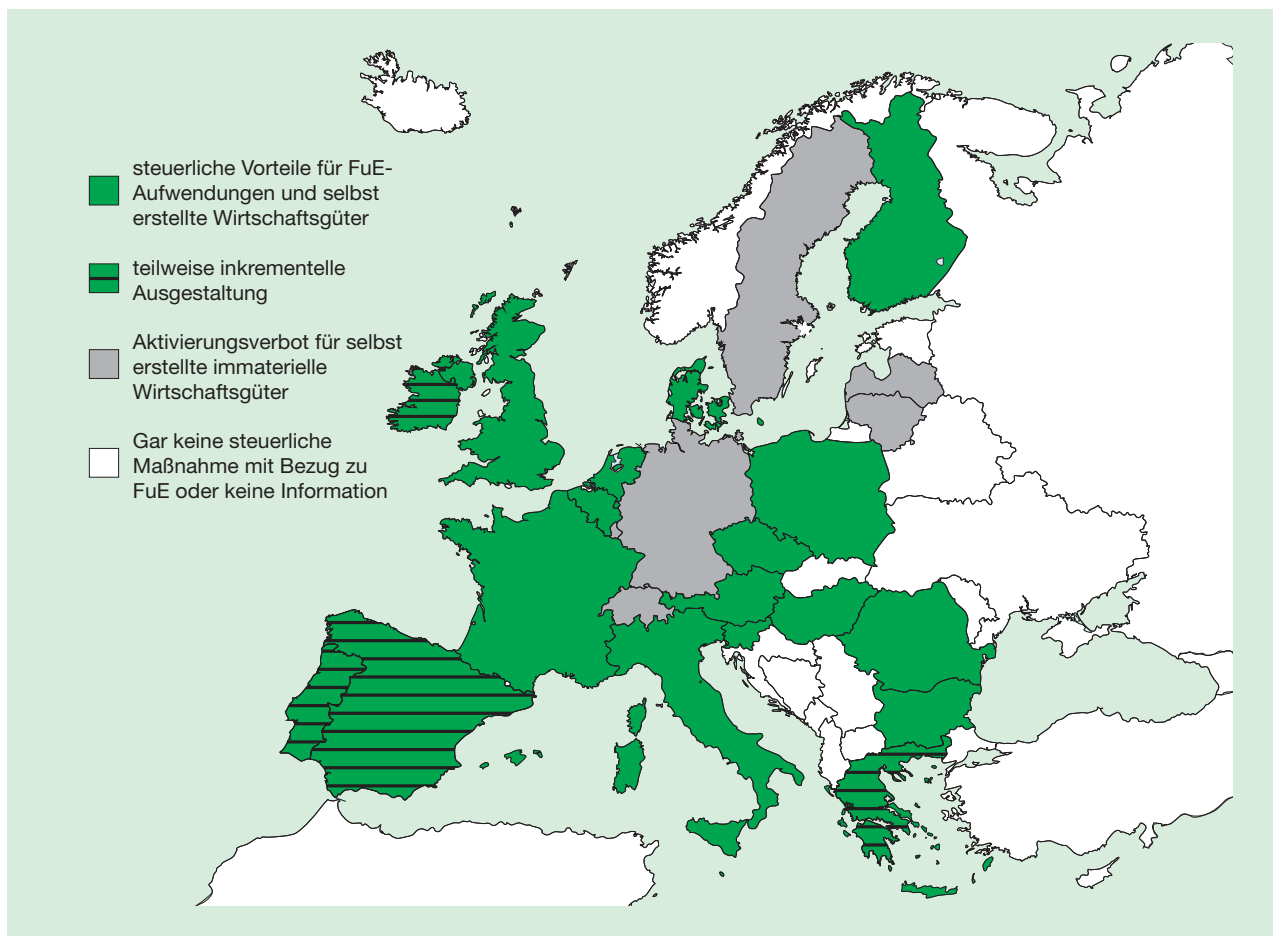 steuerliche Vorteile für FuE-
Aufwendungen und selbst
erstellte Wirtschaftsgüter
teilweise inkrementelle
Ausgestaltung
Aktivierungsverbot für selbst
erstellte immaterielle
Wirtschaftsgüter
Gar keine steuerliche
Maßnahme mit Bezug zu
FuE oder keine Information